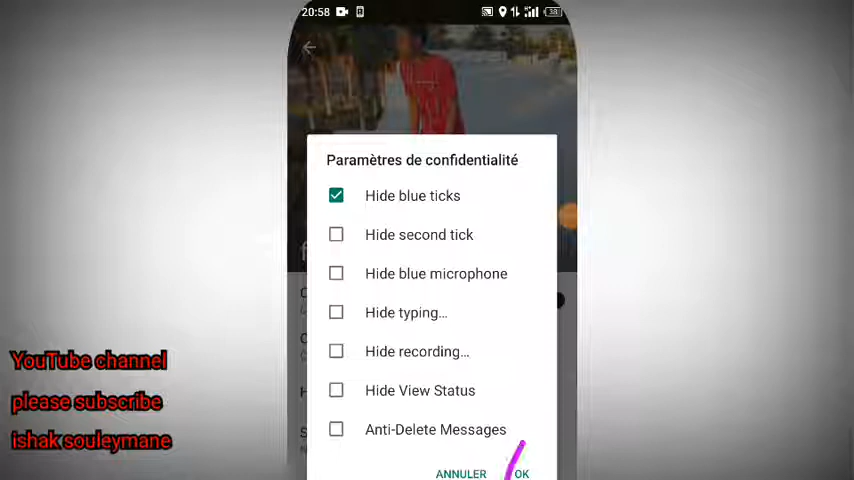 20:58
38
Paramètres de confidentialité
Hide blue ticks
Hide second tick
Hide blue microphone
Hide typing...
Hide recording...
Hide View Status
Anti-Delete Messages
ANNULER OK
YouTube channel
please subscribe
ishak souleymane